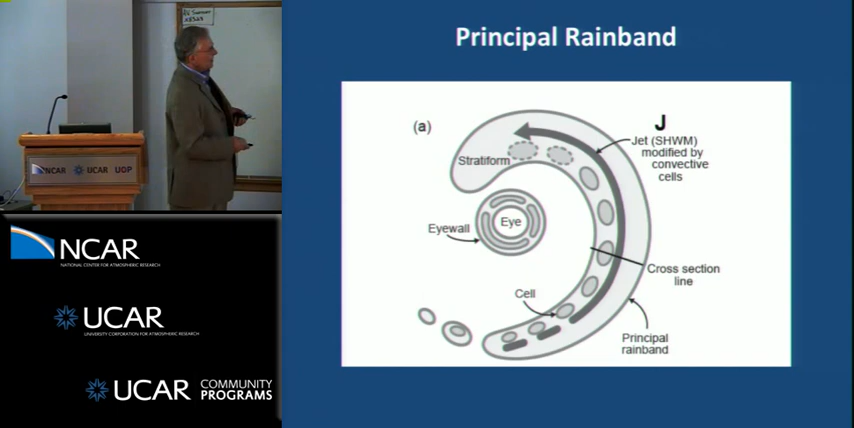 Principal Rainband
(a)
J
Jet (SHWM)
modified by
convective
cells
Stratiform
Eye
Eyewall
Cross section
line
Cell
Principal
rainband
NCAR UCAR UOP
NCAR
NATIONAL CENTER FOR ATMOSPHERIC RESEARCH
UCAR
UNIVERSITY CORPORATION FOR ATMOSPHERIC RESEARCH
UCAR COMMUNITY
PROGRAMS